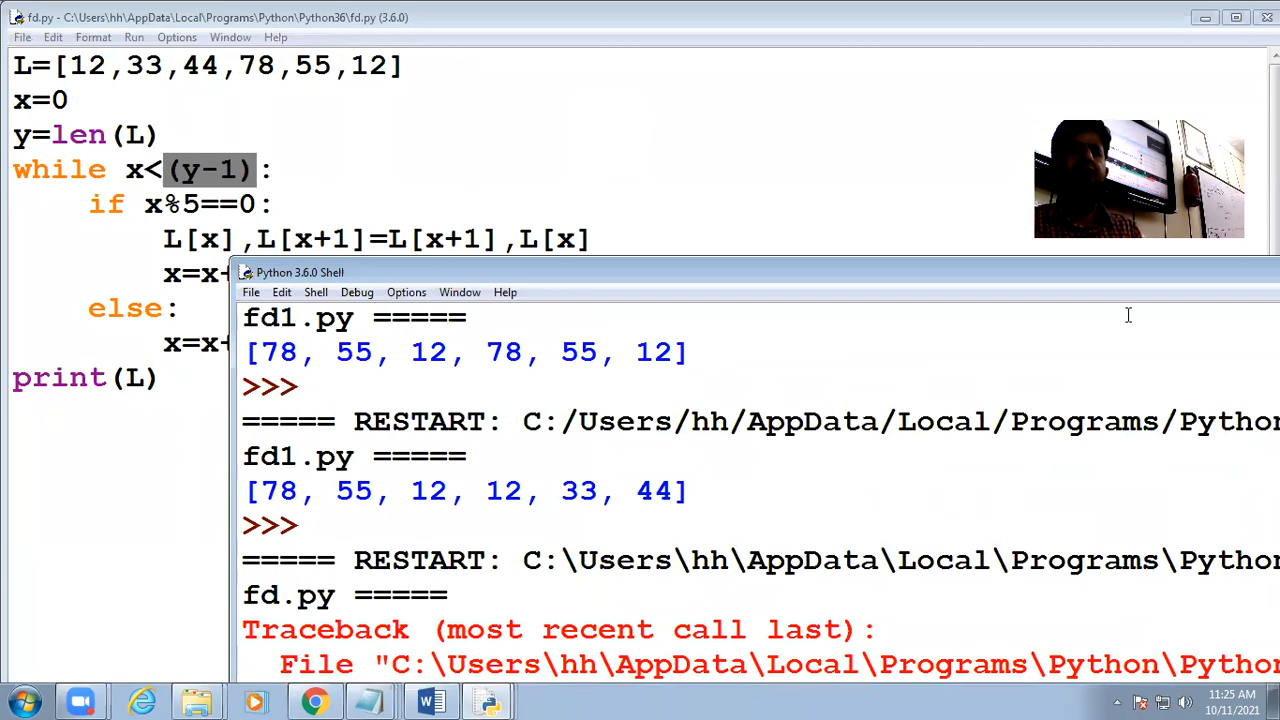 fd.py - C:\Users\hh\AppData\Local\Programs\Python\Python36\fd.py (3.6.0)
File Edit Format Run Options Window Help
L=[12,33,44,78,55,12]
x=0
y=len(L)
while x<(y-1):
if x%5==0:
L[x],L[x+1]=L[x+1],L[x]
x=x+
else:
x=x+
print(L)
Python 3.6.0 Shell
File Edit Shell Debug Options Window Help
fd1.py =====
[78, 55, 12, 78, 55, 12]
>>>
===== RESTART: C:/Users/hh/AppData/Local/Programs/Python
fd1.py =====
[78, 55, 12, 12, 33, 44]
>>>
===== RESTART: C:\Users\hh\AppData\Local\Programs\Python
fd.py =====
Traceback (most recent call last):
File "C:\Users\hh\AppData\Local\Programs\Python\Python
11:25 AM
10/11/2021